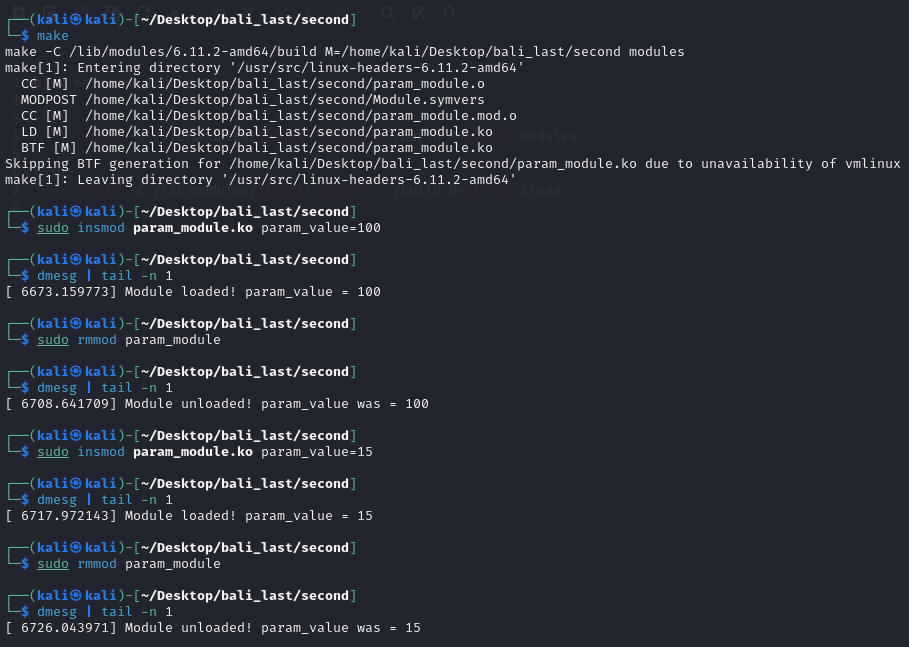 ┌──(kali㉿kali)-[~/Desktop/bali_last/second]
└─$ make
make -C /lib/modules/6.11.2-amd64/build M=/home/kali/Desktop/bali_last/second modules
make[1]: Entering directory '/usr/src/linux-headers-6.11.2-amd64'
  CC [M]  /home/kali/Desktop/bali_last/second/param_module.o
  MODPOST /home/kali/Desktop/bali_last/second/Module.symvers
  CC [M]  /home/kali/Desktop/bali_last/second/param_module.mod.o
  LD [M]  /home/kali/Desktop/bali_last/second/param_module.ko
modules
  BTF [M] /home/kali/Desktop/bali_last/second/param_module.ko
Skipping BTF generation for /home/kali/Desktop/bali_last/second/param_module.ko due to unavailability of vmlinux
make[1]: Leaving directory '/usr/src/linux-headers-6.11.2-amd64'
-C /lib/modules/ /build M= clean
┌──(kali㉿kali)-[~/Desktop/bali_last/second]
└─$ sudo insmod param_module.ko param_value=100
┌──(kali㉿kali)-[~/Desktop/bali_last/second]
└─$ dmesg | tail -n 1
[ 6673.159773] Module loaded! param_value = 100
┌──(kali㉿kali)-[~/Desktop/bali_last/second]
└─$ sudo rmmod param_module
┌──(kali㉿kali)-[~/Desktop/bali_last/second]
└─$ dmesg | tail -n 1
[ 6708.641709] Module unloaded! param_value was = 100
┌──(kali㉿kali)-[~/Desktop/bali_last/second]
└─$ sudo insmod param_module.ko param_value=15
┌──(kali㉿kali)-[~/Desktop/bali_last/second]
└─$ dmesg | tail -n 1
[ 6717.972143] Module loaded! param_value = 15
┌──(kali㉿kali)-[~/Desktop/bali_last/second]
└─$ sudo rmmod param_module
┌──(kali㉿kali)-[~/Desktop/bali_last/second]
└─$ dmesg | tail -n 1
[ 6726.043971] Module unloaded! param_value was = 15